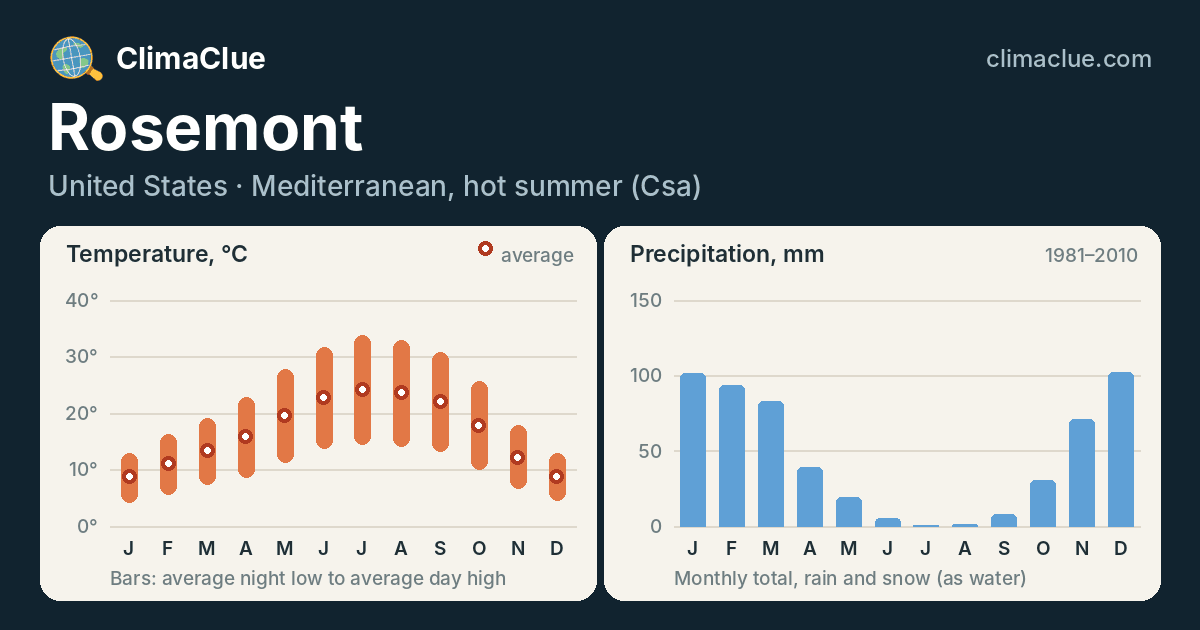 ClimaClue
climaclue.com
Rosemont
United States · Mediterranean, hot summer (Csa)
Temperature, °C
average
40°
30°
20°
10°
0°
J F M A M J J A S O N D
Bars: average night low to average day high
Precipitation, mm
1981–2010
150
100
50
0
J F M A M J J A S O N D
Monthly total, rain and snow (as water)